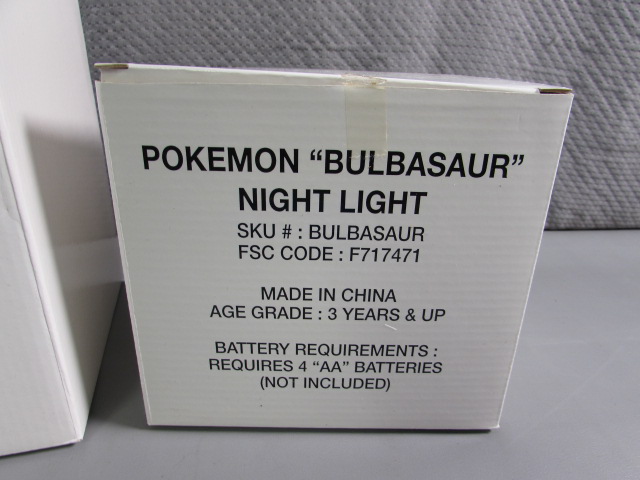 POKEMON “BULBASAUR”
NIGHT LIGHT
SKU # : BULBASAUR
FSC CODE : F717471
MADE IN CHINA
AGE GRADE : 3 YEARS & UP
BATTERY REQUIREMENTS :
REQUIRES 4 “AA” BATTERIES
(NOT INCLUDED)